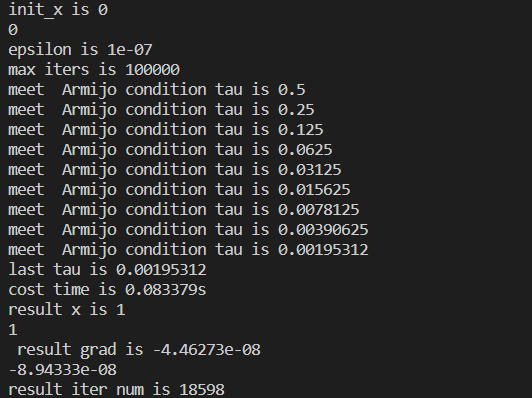 init_x is 0
0
epsilon is 1e-07
max iters is 100000
meet  Armijo condition tau is 0.5
meet  Armijo condition tau is 0.25
meet  Armijo condition tau is 0.125
meet  Armijo condition tau is 0.0625
meet  Armijo condition tau is 0.03125
meet  Armijo condition tau is 0.015625
meet  Armijo condition tau is 0.0078125
meet  Armijo condition tau is 0.00390625
meet  Armijo condition tau is 0.00195312
last tau is 0.00195312
cost time is 0.083379s
result x is 1
1
 result grad is -4.46273e-08
-8.94333e-08
result iter num is 18598